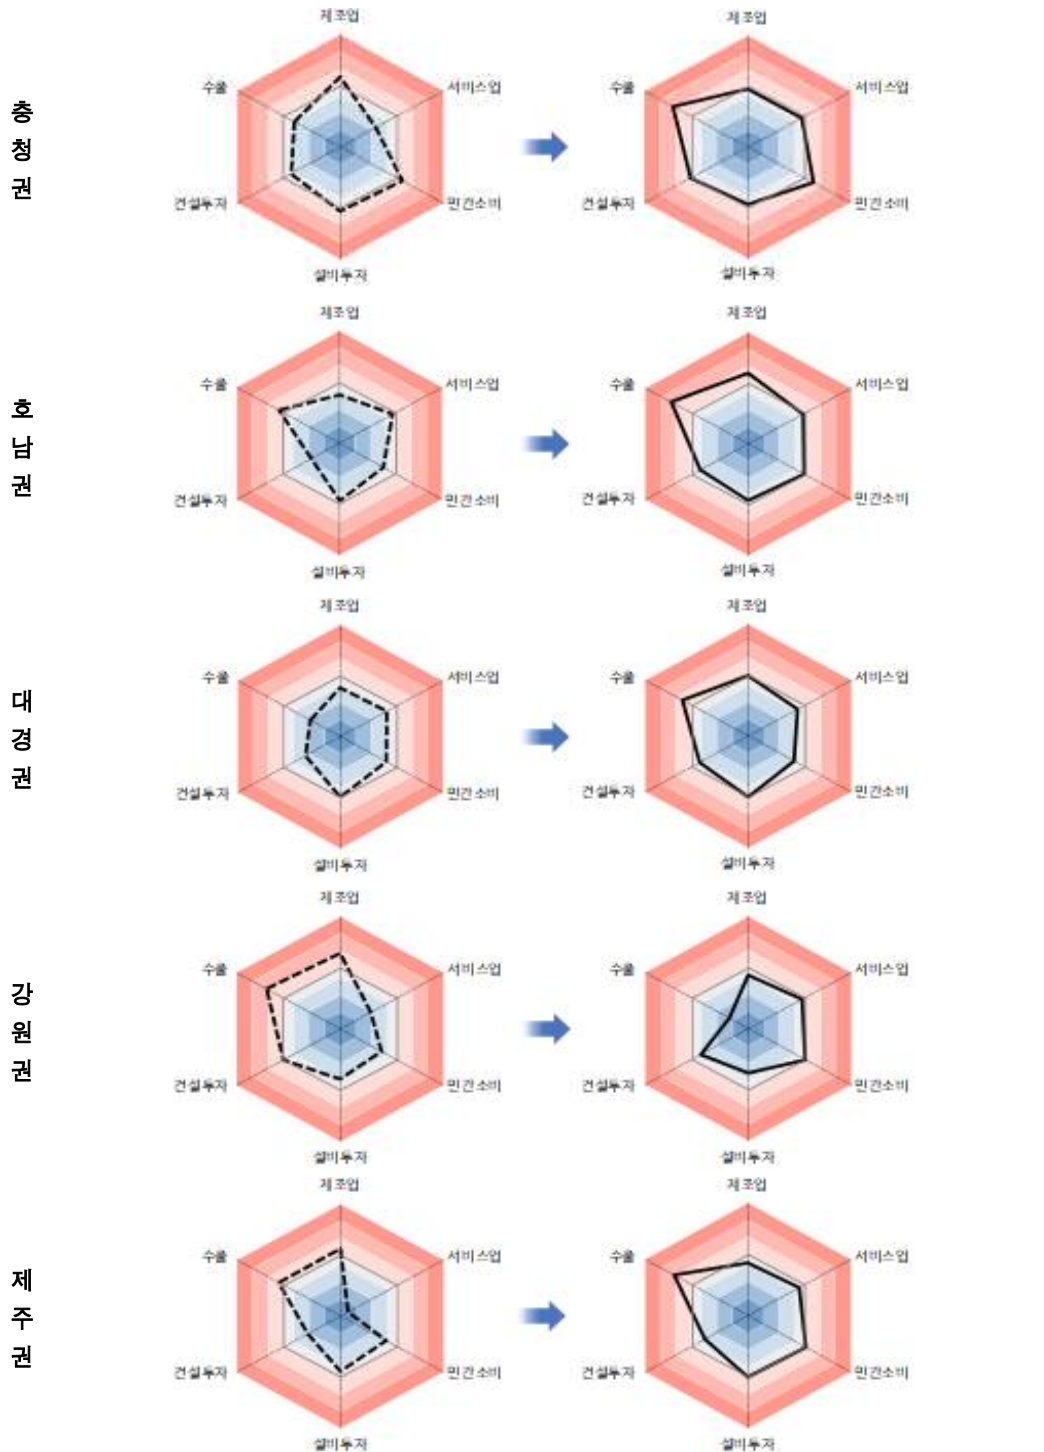 충청권
제조업
서비스업
민간소비
설비투자
건설투자
수출
제조업
서비스업
민간소비
설비투자
건설투자
수출
호남권
제조업
서비스업
민간소비
설비투자
건설투자
수출
제조업
서비스업
민간소비
설비투자
건설투자
수출
대경권
제조업
서비스업
민간소비
설비투자
건설투자
수출
제조업
서비스업
민간소비
설비투자
건설투자
수출
강원권
제조업
서비스업
민간소비
설비투자
건설투자
수출
제조업
서비스업
민간소비
설비투자
건설투자
수출
제주권
제조업
서비스업
민간소비
설비투자
건설투자
수출
제조업
서비스업
민간소비
설비투자
건설투자
수출